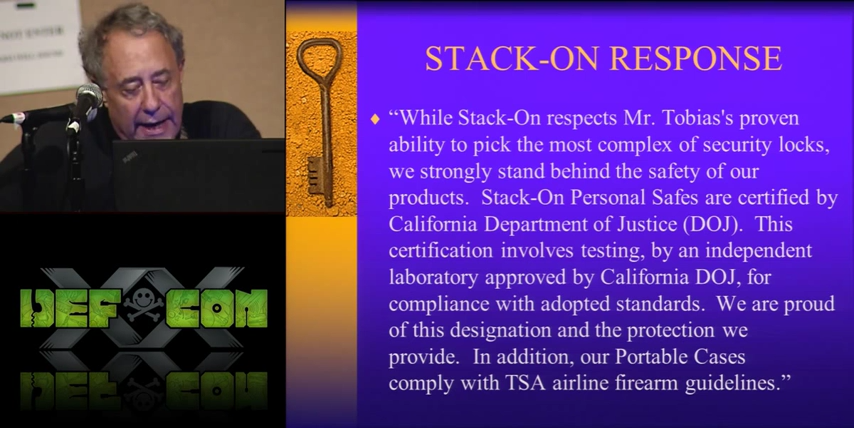 NOT ENTER
STACK-ON RESPONSE
“While Stack-On respects Mr. Tobias's proven
ability to pick the most complex of security locks,
we strongly stand behind the safety of our
products.  Stack-On Personal Safes are certified by
California Department of Justice (DOJ).  This
certification involves testing, by an independent
laboratory approved by California DOJ, for
compliance with adopted standards.  We are proud
of this designation and the protection we
provide.  In addition, our Portable Cases
comply with TSA airline firearm guidelines.”
XX
DEF CON